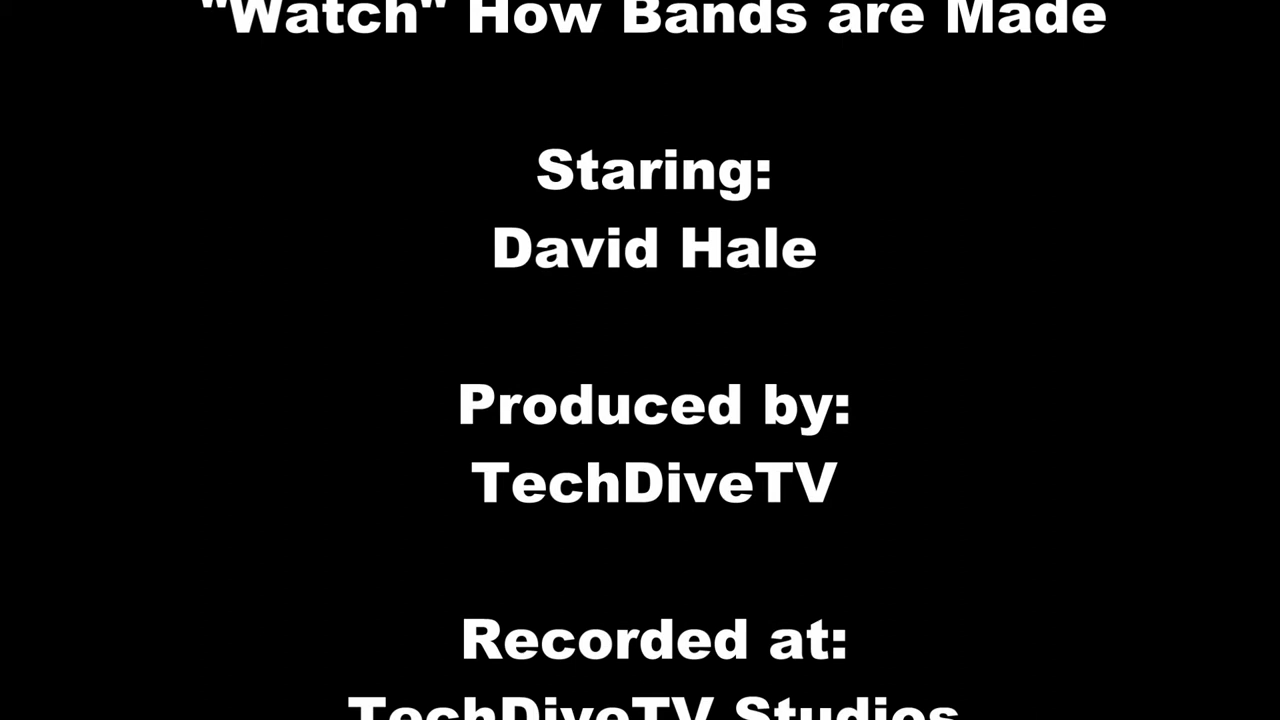 "Watch" How Bands are Made
Staring:
David Hale
Produced by:
TechDiveTV
Recorded at:
TechDiveTV Studios